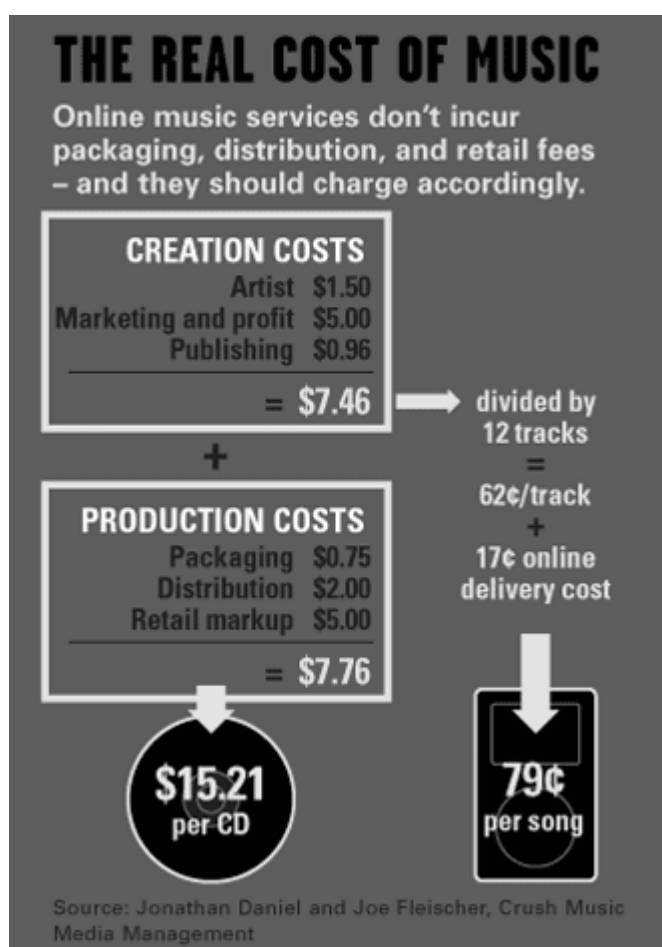 THE REAL COST OF MUSIC
Online music services don't incur
packaging, distribution, and retail fees
– and they should charge accordingly.
CREATION COSTS
Artist $1.50
Marketing and profit $5.00
Publishing $0.96
= $7.46
divided by
12 tracks
=
62¢/track
+
17¢ online
delivery cost
+
PRODUCTION COSTS
Packaging $0.75
Distribution $2.00
Retail markup $5.00
= $7.76
$15.21
per CD
79¢
per song
Source: Jonathan Daniel and Joe Fleischer, Crush Music
Media Management